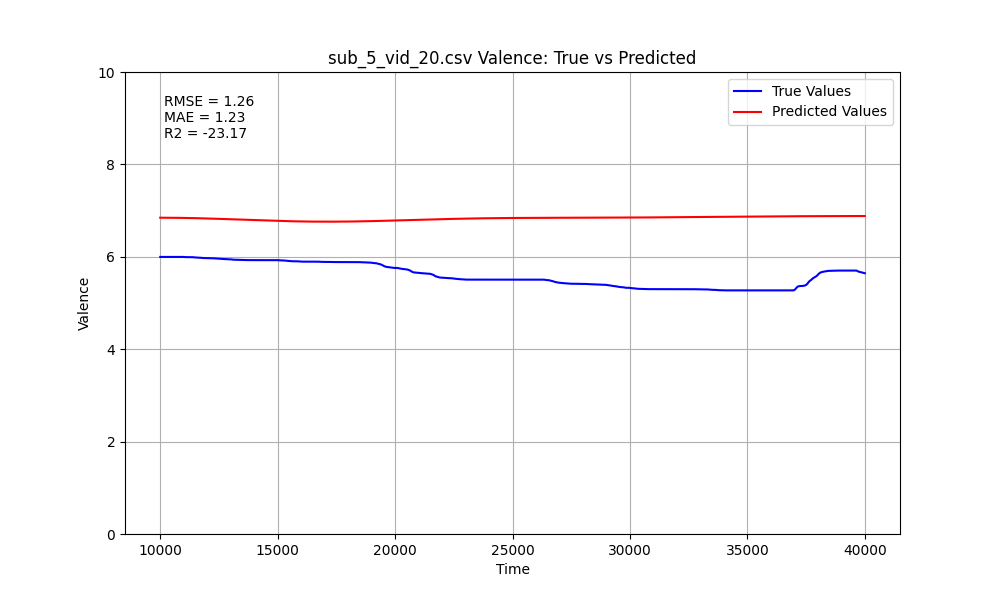 sub_5_vid_20.csv Valence: True vs Predicted
RMSE = 1.26
MAE = 1.23
R2 = -23.17
True Values
Predicted Values
10
8
6
4
2
0
Valence
10000 15000 20000 25000 30000 35000 40000
Time